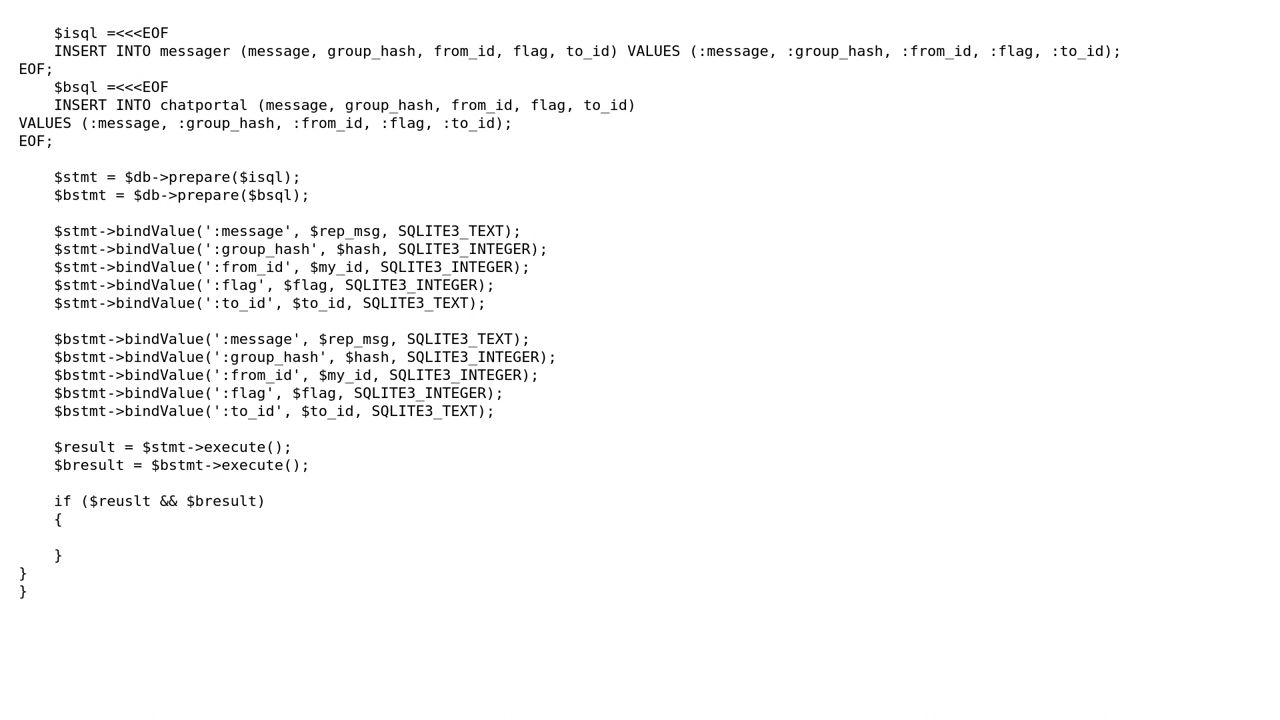 $isql =<<<EOF
    INSERT INTO messager (message, group_hash, from_id, flag, to_id) VALUES (:message, :group_hash, :from_id, :flag, :to_id);
EOF;
    $bsql =<<<EOF
    INSERT INTO chatportal (message, group_hash, from_id, flag, to_id)
VALUES (:message, :group_hash, :from_id, :flag, :to_id);
EOF;

    $stmt = $db->prepare($isql);
    $bstmt = $db->prepare($bsql);

    $stmt->bindValue(':message', $rep_msg, SQLITE3_TEXT);
    $stmt->bindValue(':group_hash', $hash, SQLITE3_INTEGER);
    $stmt->bindValue(':from_id', $my_id, SQLITE3_INTEGER);
    $stmt->bindValue(':flag', $flag, SQLITE3_INTEGER);
    $stmt->bindValue(':to_id', $to_id, SQLITE3_TEXT);

    $bstmt->bindValue(':message', $rep_msg, SQLITE3_TEXT);
    $bstmt->bindValue(':group_hash', $hash, SQLITE3_INTEGER);
    $bstmt->bindValue(':from_id', $my_id, SQLITE3_INTEGER);
    $bstmt->bindValue(':flag', $flag, SQLITE3_INTEGER);
    $bstmt->bindValue(':to_id', $to_id, SQLITE3_TEXT);

    $result = $stmt->execute();
    $bresult = $bstmt->execute();

    if ($reuslt && $bresult)
    {

    }
}
}